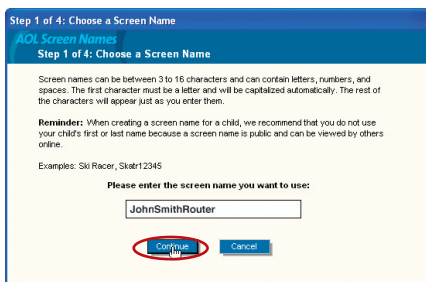 Step 1 of 4: Choose a Screen Name
AOL Screen Names
Step 1 of 4: Choose a Screen Name
Screen names can be between 3 to 16 characters and can contain letters, numbers, and
spaces. The first character must be a letter and will be capitalized automatically. The rest of
the characters will appear just as you enter them.
Reminder: When creating a screen name for a child, we recommend that you do not use
your child's first or last name because a screen name is public and can be viewed by others
online.
Examples: Ski Racer, Skatr12345
Please enter the screen name you want to use:
JohnSmithRouter
Continue Cancel